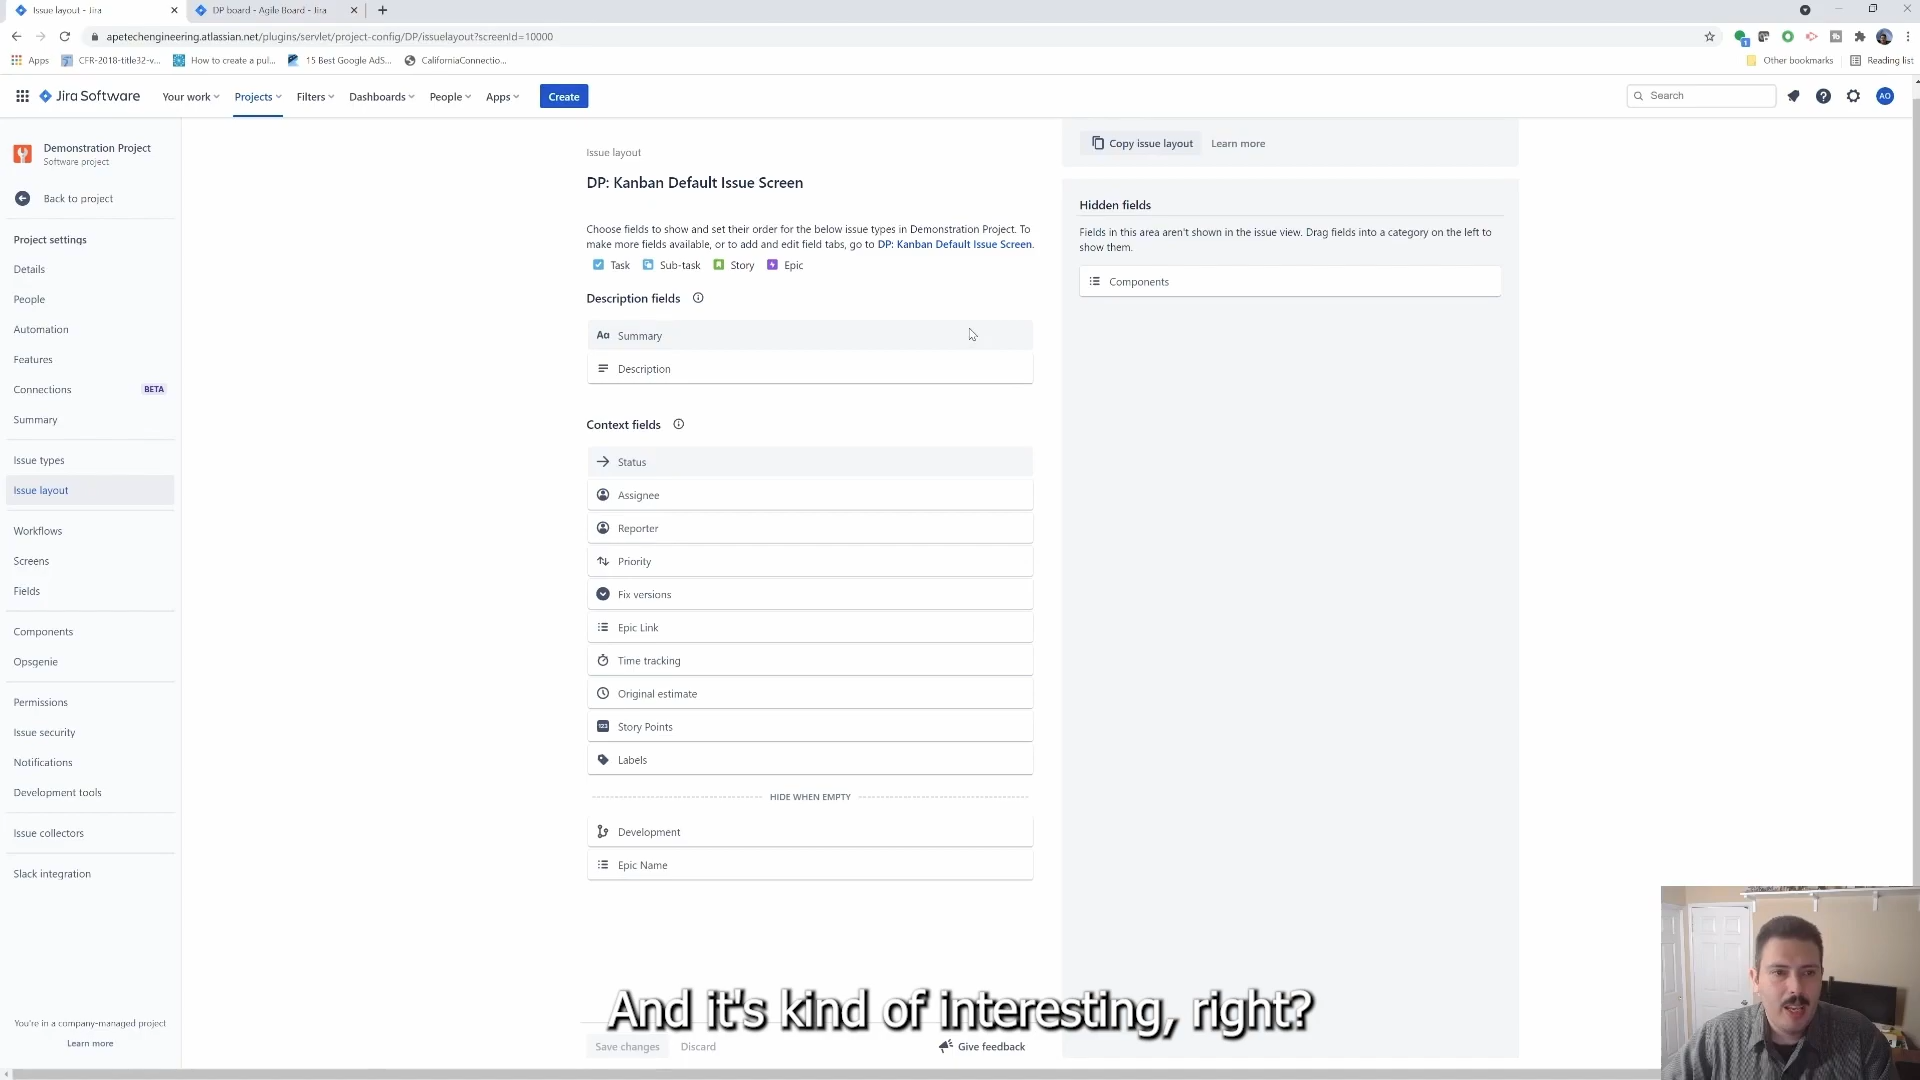 Issue layout - Jira
DP board - Agile Board - Jira
apetechengineering.atlassian.net/plugins/servlet/project-config/DP/issuelayout?screenId=10000
Apps
CFR-2018-title32-v...
How to create a pul...
15 Best Google AdS...
CaliforniaConnectio...
Other bookmarks
Reading list
Jira Software
Your work
Projects
Filters
Dashboards
People
Apps
Create
Search
AO
Demonstration Project
Software project
Back to project
Project settings
Details
People
Automation
Features
Connections
BETA
Summary
Issue types
Issue layout
Workflows
Screens
Fields
Components
Opsgenie
Permissions
Issue security
Notifications
Development tools
Issue collectors
Slack integration
You're in a company-managed project
Learn more
Issue layout
DP: Kanban Default Issue Screen
Choose fields to show and set their order for the below issue types in Demonstration Project. To
make more fields available, or to add and edit field tabs, go to DP: Kanban Default Issue Screen.
Task
Sub-task
Story
Epic
Description fields
Aa Summary
Description
Context fields
Status
Assignee
Reporter
Priority
Fix versions
Epic Link
Time tracking
Original estimate
123 Story Points
Labels
HIDE WHEN EMPTY
Development
Epic Name
Save changes
Discard
Give feedback
Copy issue layout
Learn more
Hidden fields
Fields in this area aren't shown in the issue view. Drag fields into a category on the left to
show them.
Components
And it's kind of interesting, right?